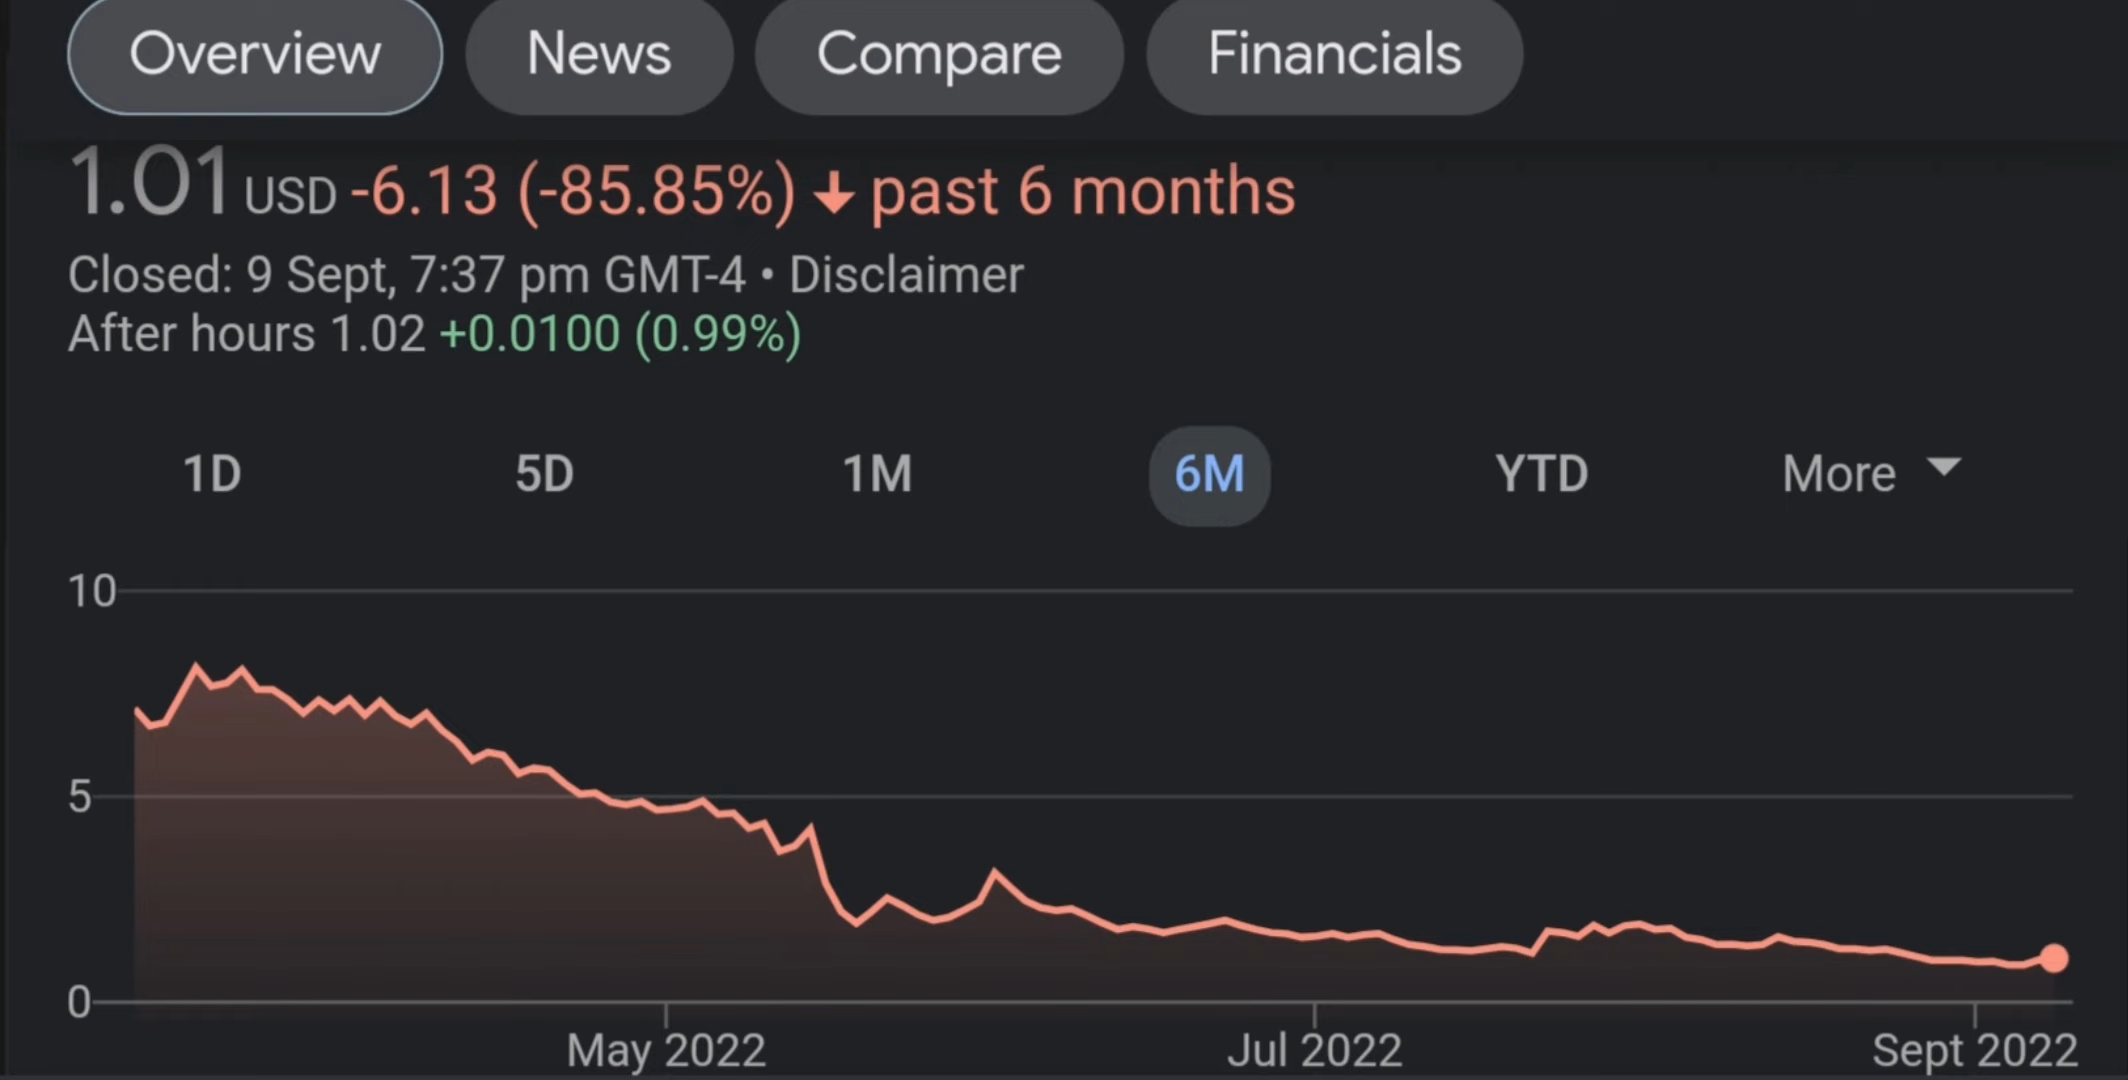 Overview News Compare Financials
1.01 USD -6.13 (-85.85%) ↓ past 6 months
Closed: 9 Sept, 7:37 pm GMT-4 • Disclaimer
After hours 1.02 +0.0100 (0.99%)
1D 5D 1M 6M YTD More
10
5
0
May 2022 Jul 2022 Sept 2022